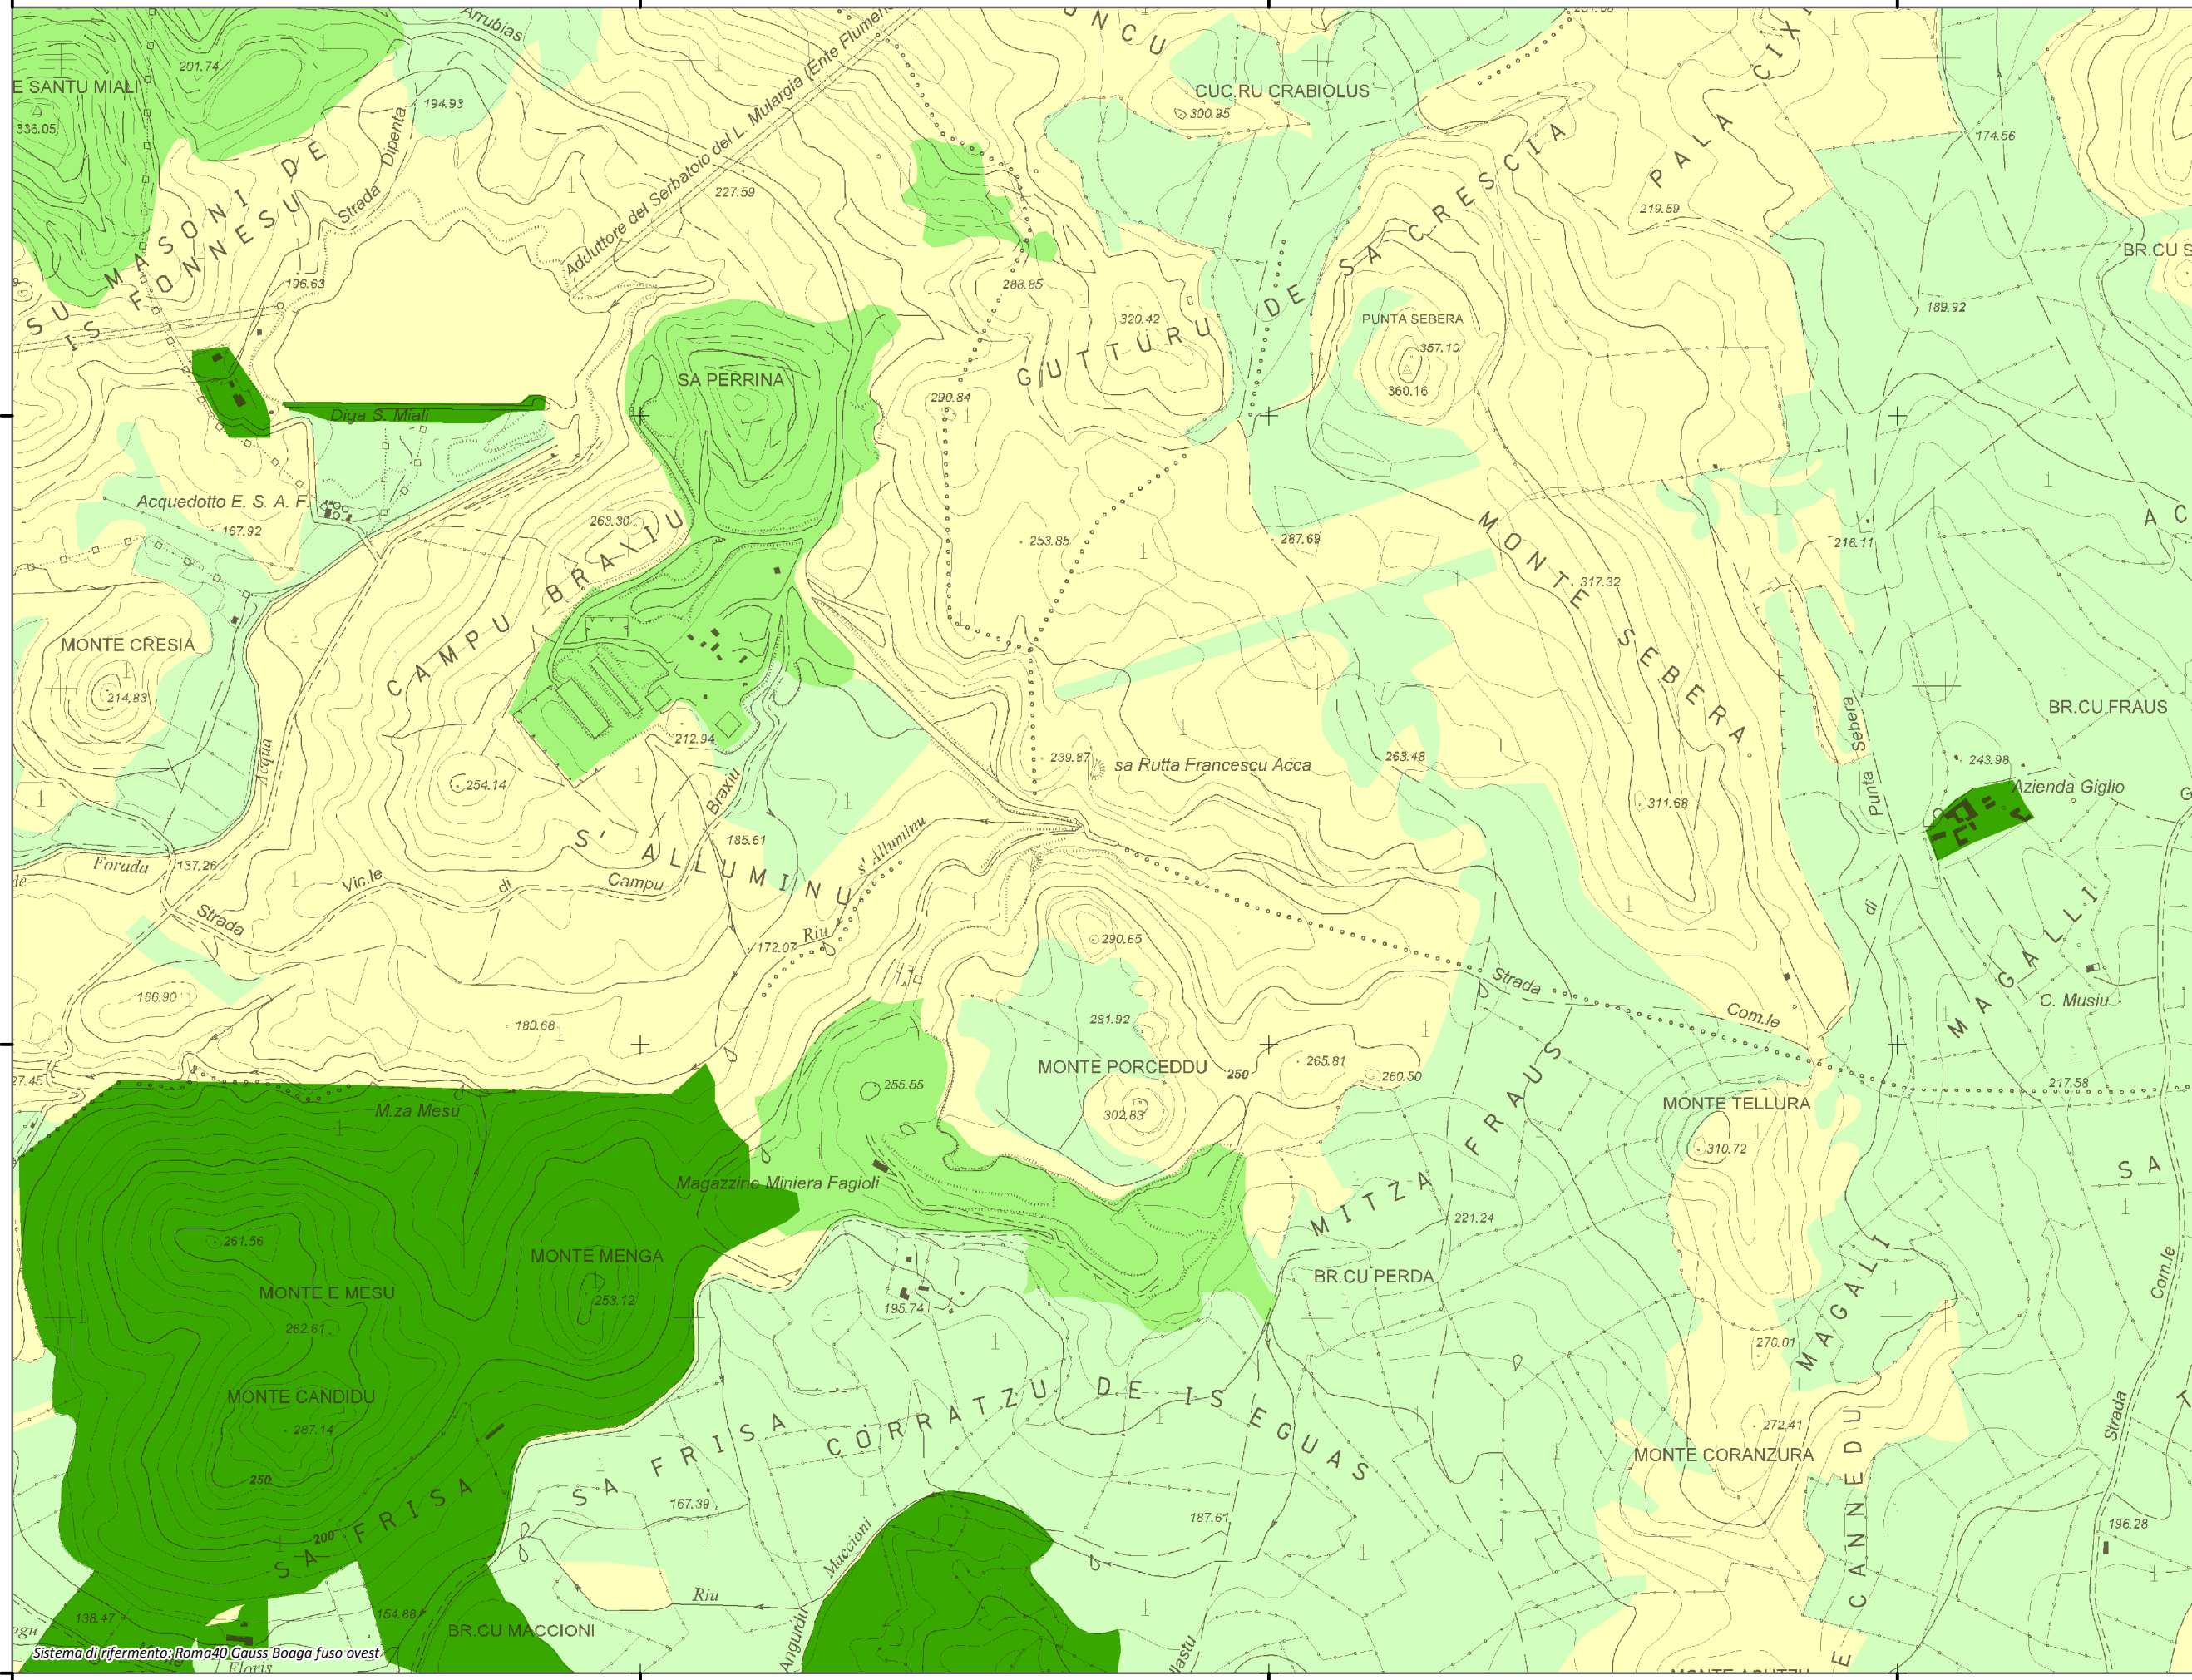 Arrubias
UNCU
201.74
E SANTU MIALI
336.05
194.93
CUC.RU CRABIOLUS
300.95
PALA CIXI
174.56
SU MASONI DE
IS FONNESU
Strada Dipenta
Adduttore del Serbatoio del L. Mulargia (Ente Flumen
227.59
219.59
196.63
288.85
320.42
GUTTURU DE SA CRESCIA
PUNTA SEBERA
357.10
360.16
189.92
BR.CU S
SA PERRINA
290.84
Diga S. Miali
Acquedotto E. S. A. F.
167.92
263.30
253.85
287.69
216.11
AC
MONTE SEBERA
317.32
CAMPU BRAXIU
MONTE CRESIA
214.83
BR.CU FRAUS
212.94
239.87
sa Rutta Francescu Acca
263.48
243.98
Azienda Giglio
254.14
311.68
Acqua
Braxiu
Punta Sebera
di
S' ALLUMINU
185.61
Riu s' Alluminu
Foradu
137.26
Strada
Vic.le
di
Campu
172.07
290.65
MAGALLI
166.90
180.68
281.92
Strada
Com.le
C. Musiu
27.45
M.za Mesu
255.55
MONTE PORCEDDU
250
265.81
260.50
302.83
MITZA FRAUS
217.58
MONTE TELLURA
310.72
SA
Magazzino Miniera Fagioli
221.24
261.56
MONTE MENGA
253.12
MONTE E MESU
262.61
195.74
BR.CU PERDA
MAGALI
270.01
Strada
Com.le
MONTE CANDIDU
287.14
250
200
SA FRISA
SA FRISA
CORRATZU DE IS EGUAS
272.41
MONTE CORANZURA
167.39
187.61
196.28
E CANNEDU
Riu
Maccioni
138.47
154.88
BR.CU MACCIONI
Angurdu
Sistema di rifermento: Roma40 Gauss Boaga fuso ovest
Floris